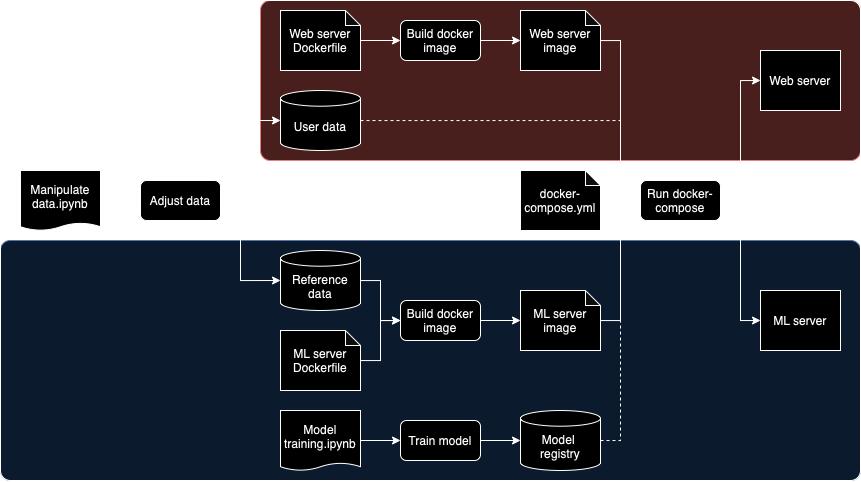 Web server
Dockerfile
Build docker
image
Web server
image
Web server
User data
Manipulate
data.ipynb
Adjust data
docker-
compose.yml
Run docker-
compose
Reference
data
Build docker
image
ML server
image
ML server
ML server
Dockerfile
Model
training.ipynb
Train model
Model
registry